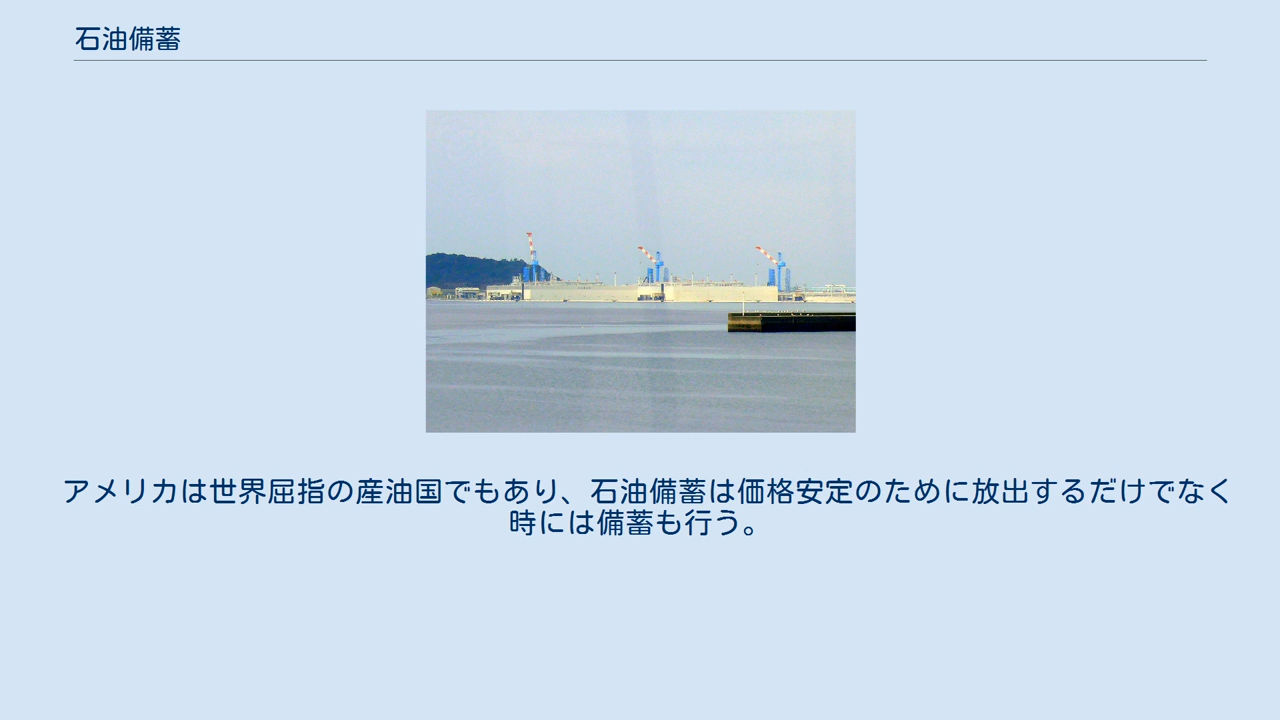 石油備蓄
アメリカは世界屈指の産油国でもあり、石油備蓄は価格安定のために放出するだけでなく
時には備蓄も行う。